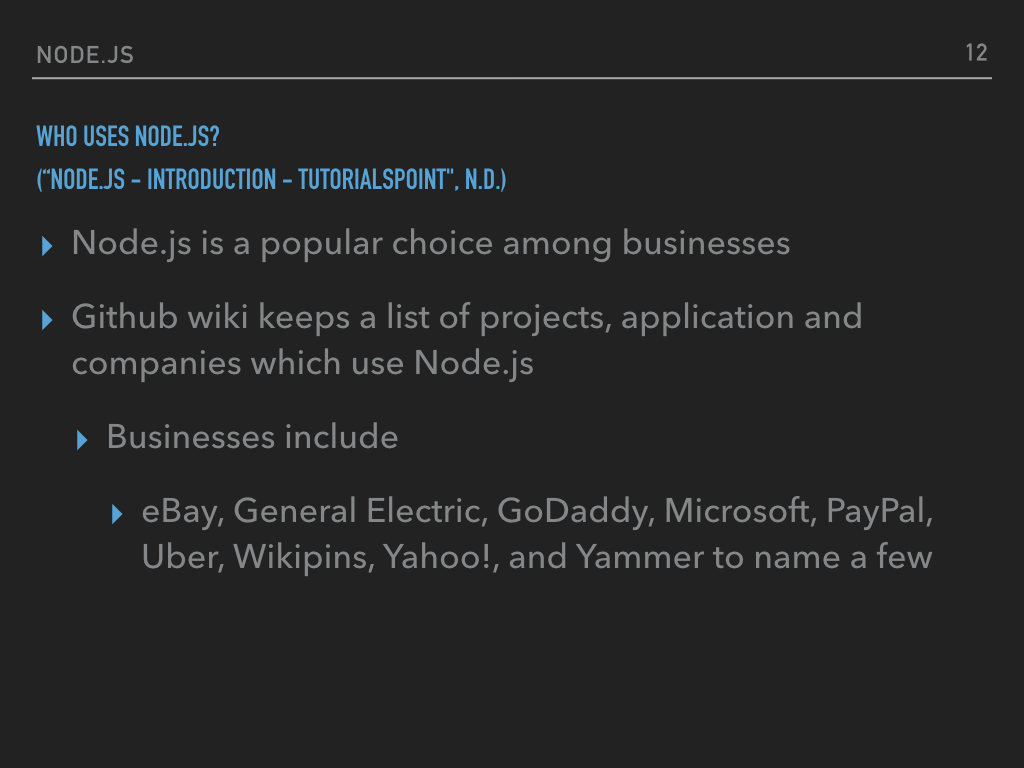 NODE.JS
12
WHO USES NODE.JS?
(“NODE.JS - INTRODUCTION - TUTORIALSPOINT", N.D.)
Node.js is a popular choice among businesses
Github wiki keeps a list of projects, application and
companies which use Node.js
Businesses include
eBay, General Electric, GoDaddy, Microsoft, PayPal,
Uber, Wikipins, Yahoo!, and Yammer to name a few